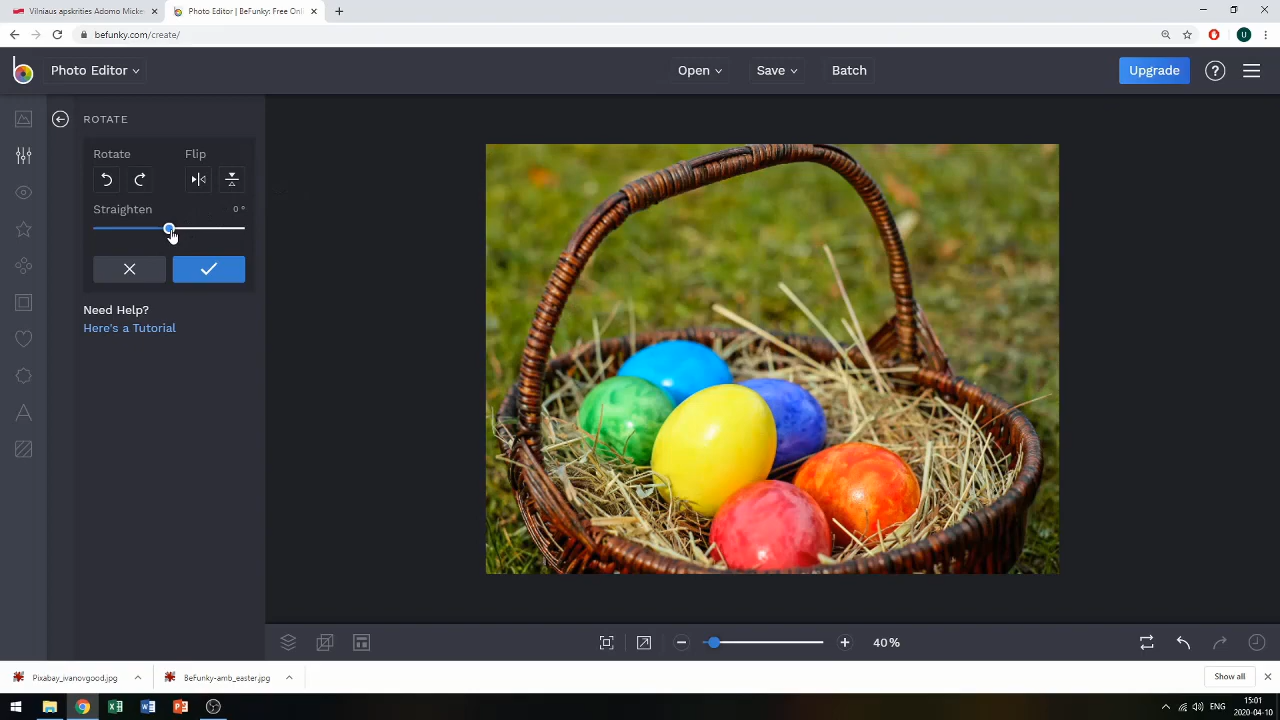 Vilniaus apskrities Adomo Micke
Photo Editor | BeFunky: Free Onli
befunky.com/create/
U
Photo Editor
Open
Save
Batch
Upgrade
?
ROTATE
Rotate
Flip
Straighten
0 °
Need Help?
Here's a Tutorial
40 %
Pixabay_ivanovgood.jpg
BeFunky-amb_easter.jpg
Show all
ENG
15:01
2020-04-10